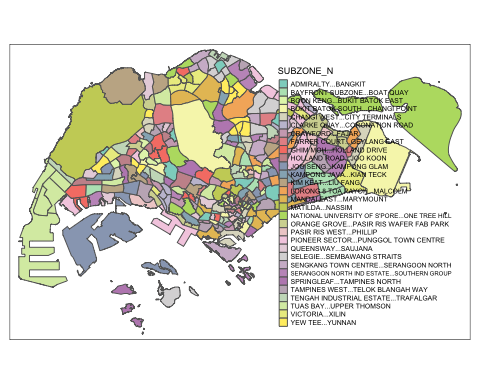 SUBZONE_N
ADMIRALTY...BANGKIT
BAYFRONT SUBZONE...BOAT QUAY
BOON KENG...BUKIT BATOK EAST
BUKIT BATOK SOUTH...CHANGI POINT
CHANGI WEST...CITY TERMINALS
CLARKE QUAY...CORONATION ROAD
CRAWFORD...FAJAR
FARRER COURT...GEYLANG EAST
GHIM MOH...HOLLAND DRIVE
HOLLAND ROAD...JOO KOON
JOO SENG...KAMPONG GLAM
KAMPONG JAVA...KIAN TECK
KIM KEAT...LIU FANG
LORONG 8 TOA PAYOH...MALCOLM
MANDAI EAST...MARYMOUNT
MATILDA...NASSIM
NATIONAL UNIVERSITY OF S'PORE...ONE TREE HILL
ORANGE GROVE...PASIR RIS WAFER FAB PARK
PASIR RIS WEST...PHILLIP
PIONEER SECTOR...PUNGGOL TOWN CENTRE
QUEENSWAY...SAUJANA
SELEGIE...SEMBAWANG STRAITS
SENGKANG TOWN CENTRE...SERANGOON NORTH
SERANGOON NORTH IND ESTATE...SOUTHERN GROUP
SPRINGLEAF...TAMPINES NORTH
TAMPINES WEST...TELOK BLANGAH WAY
TENGAH INDUSTRIAL ESTATE...TRAFALGAR
TUAS BAY...UPPER THOMSON
VICTORIA...XILIN
YEW TEE...YUNNAN